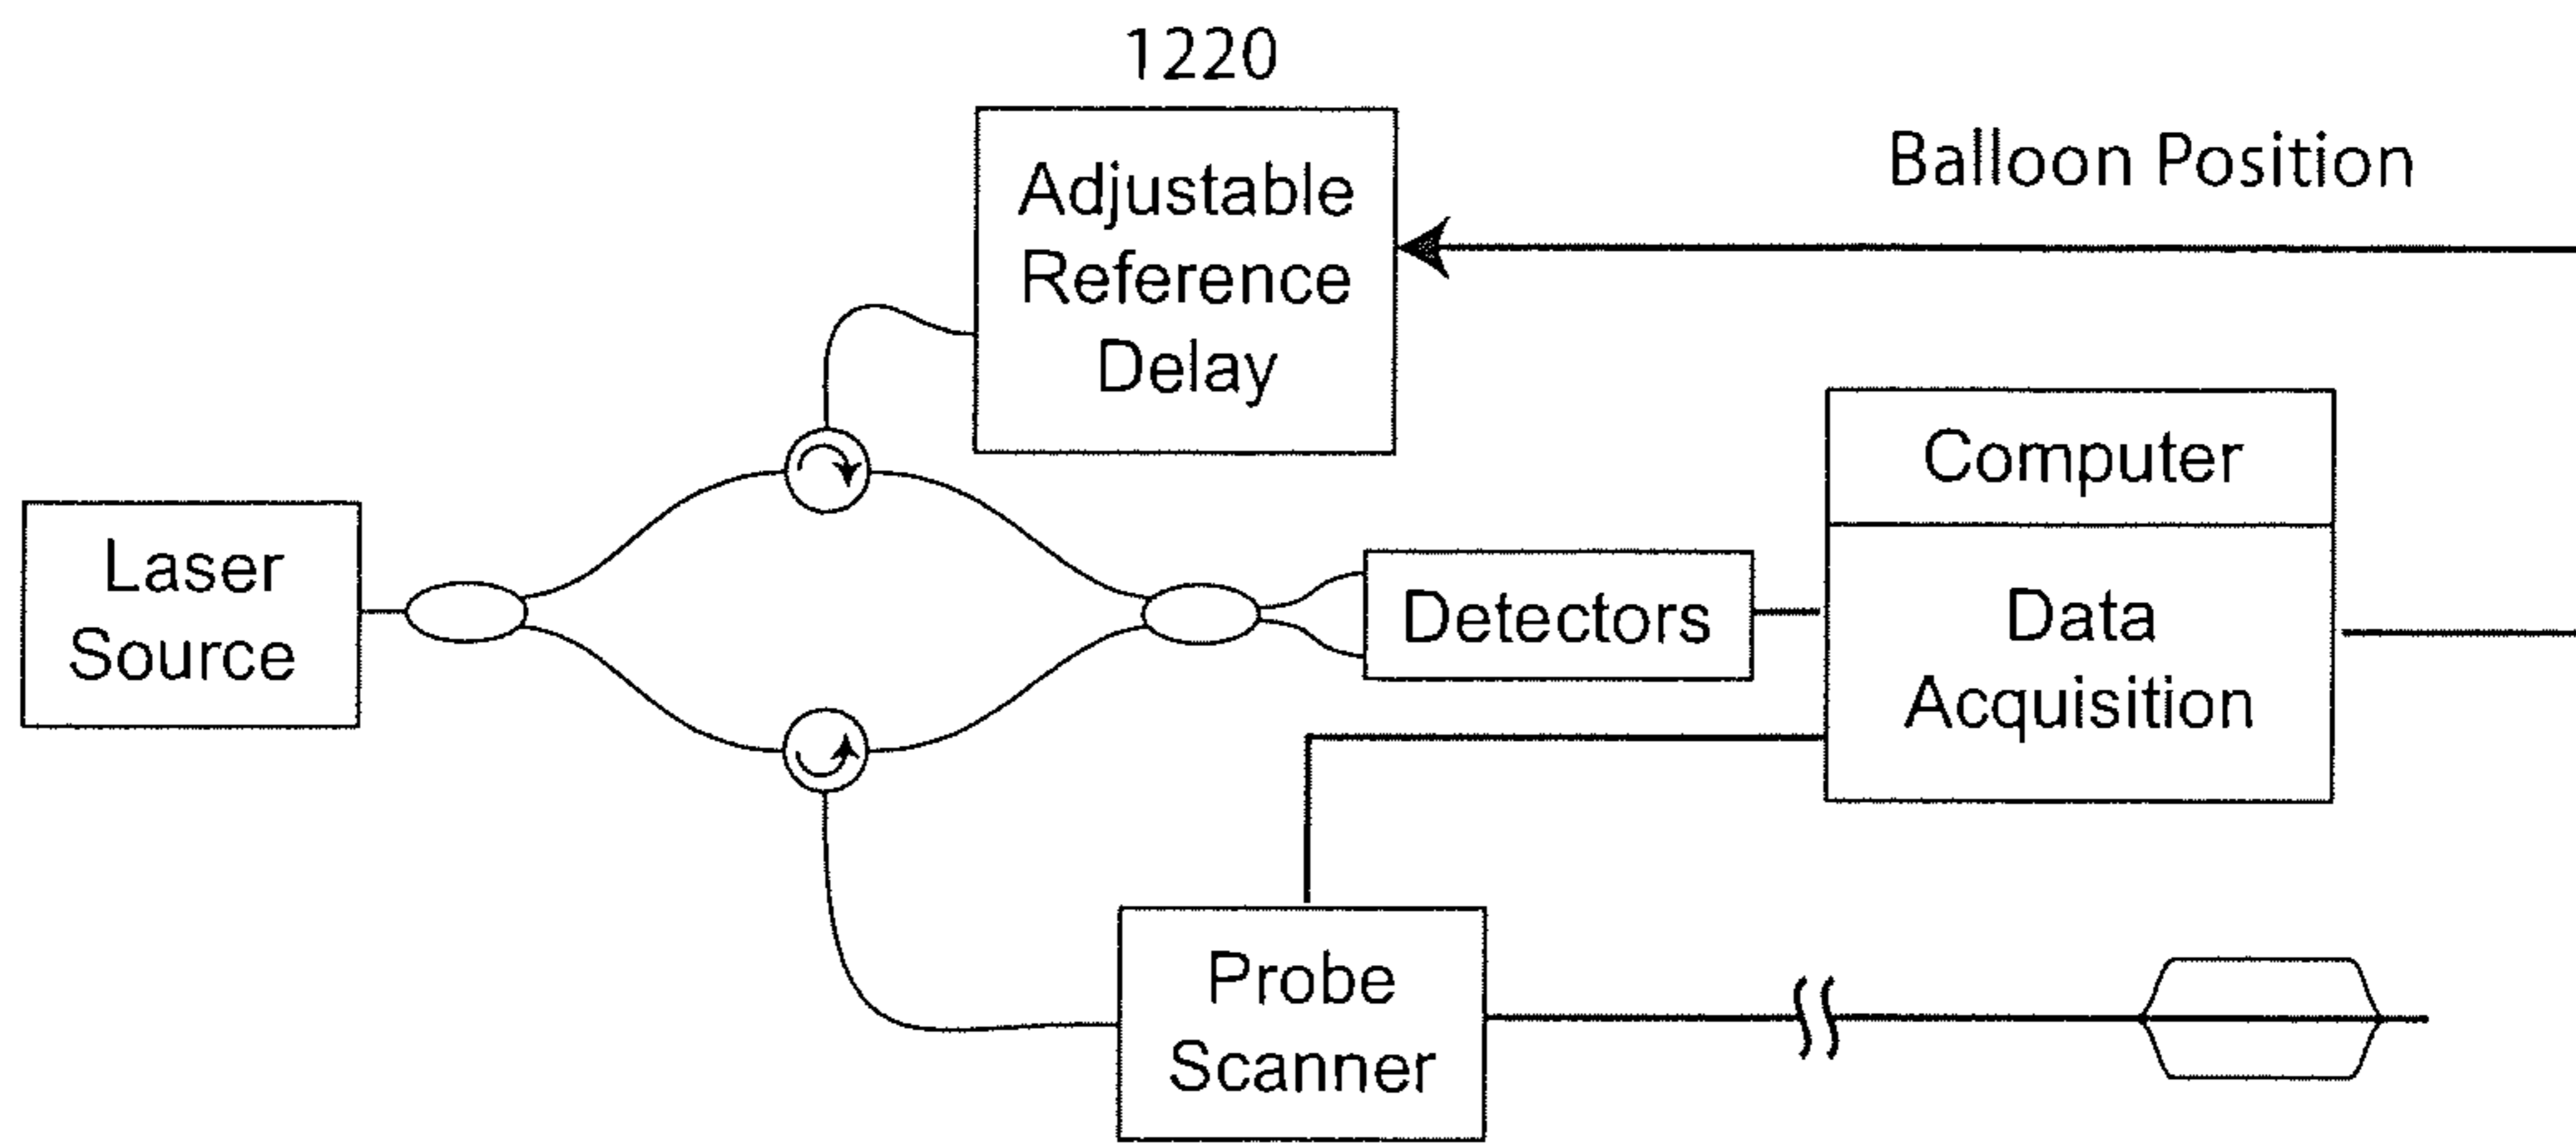 1220
Adjustable
Reference
Delay
Balloon Position
Computer
Data
Acquisition
Laser
Source
Detectors
Probe
Scanner